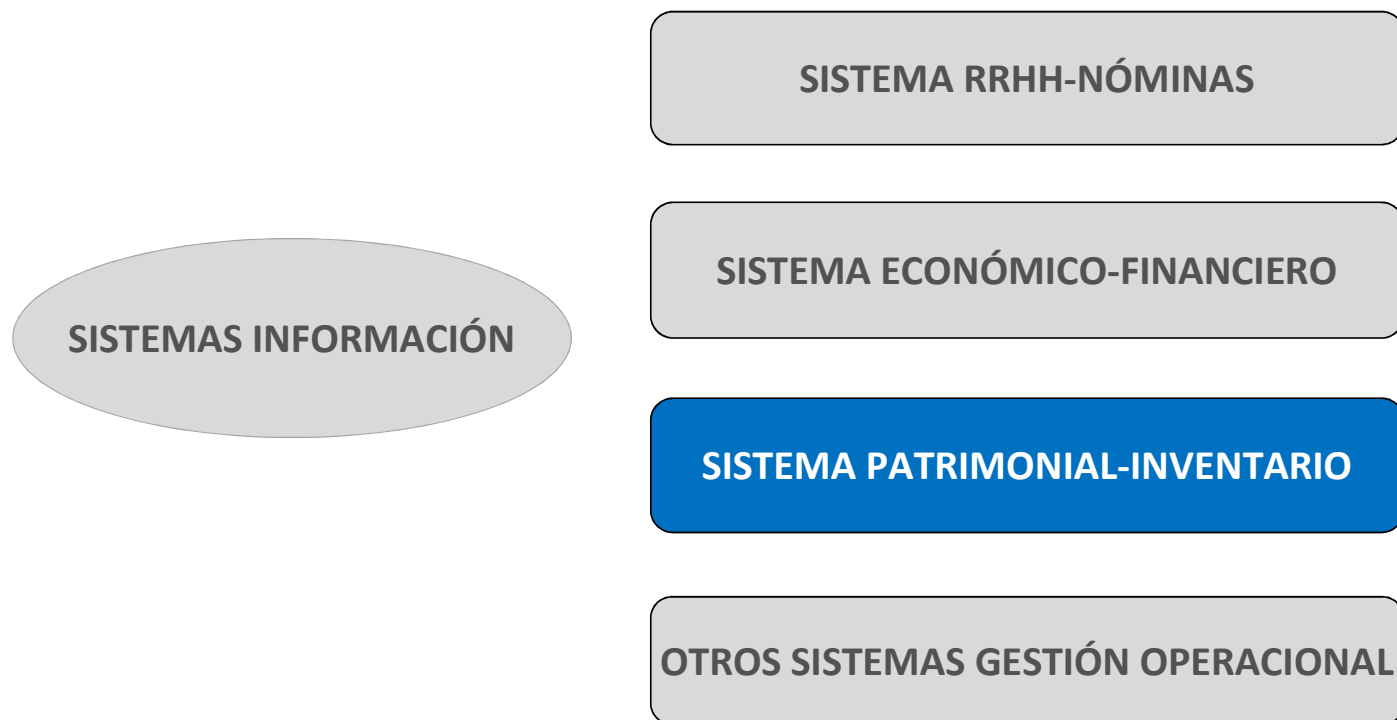 SISTEMA RRHH-NÓMINAS
SISTEMA ECONÓMICO-FINANCIERO
SISTEMAS INFORMACIÓN
SISTEMA PATRIMONIAL-INVENTARIO
OTROS SISTEMAS GESTIÓN OPERACIONAL